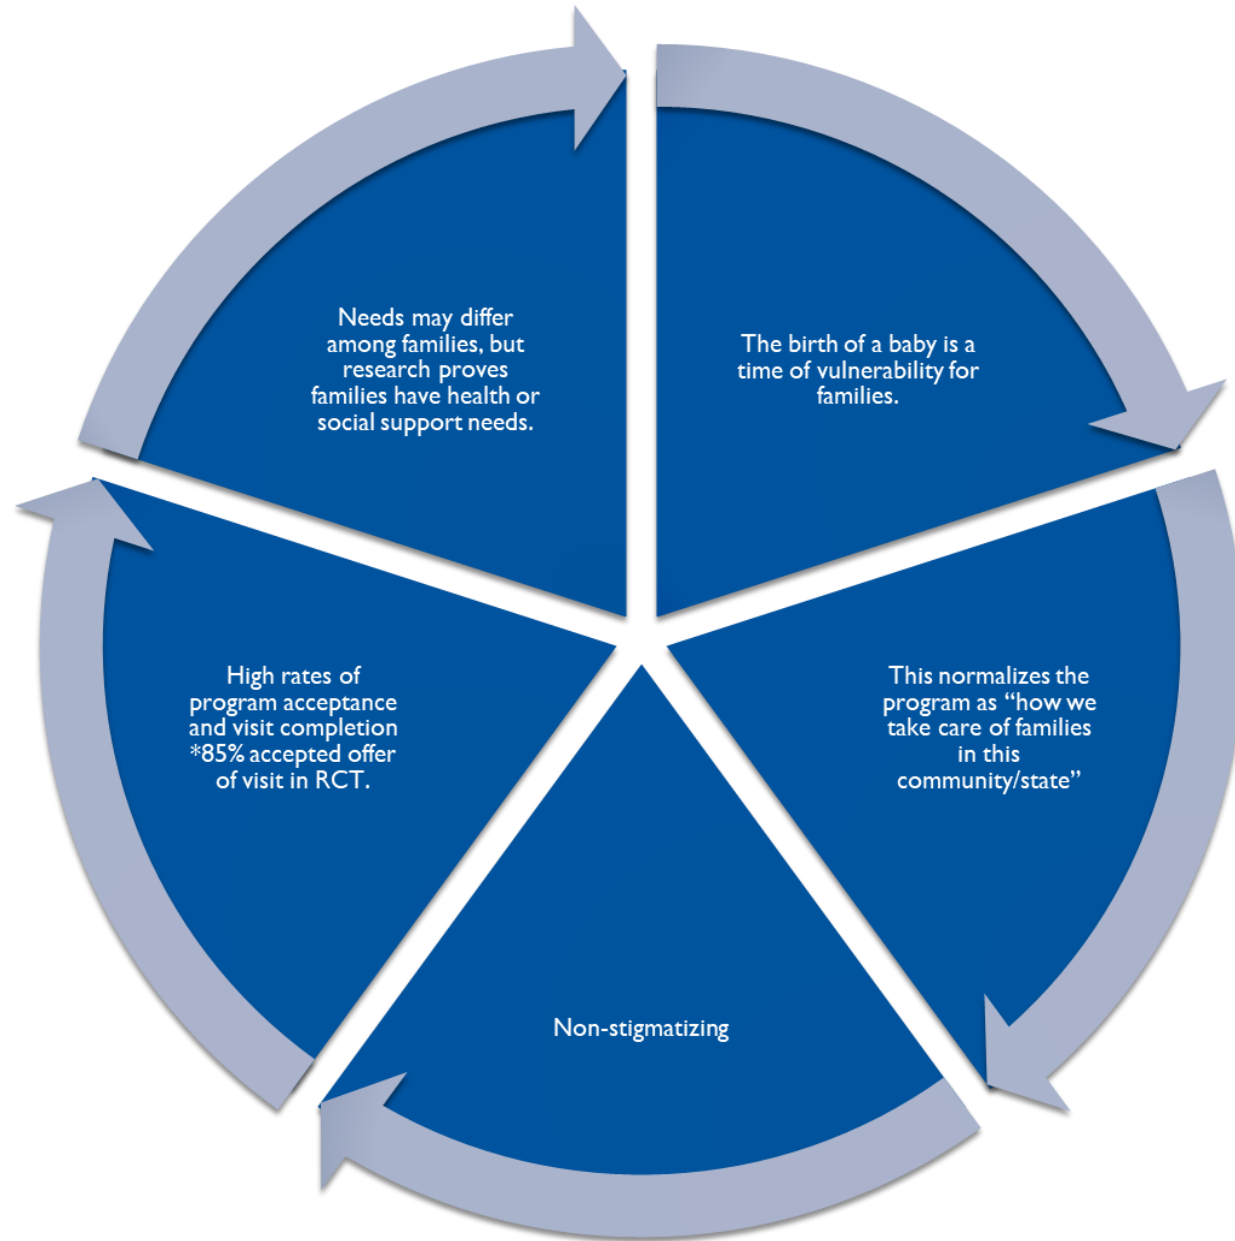 The birth of a baby is a
time of vulnerability for
families.
This normalizes the
program as “how we
take care of families
in this
community/state”
Non-stigmatizing
High rates of
program acceptance
and visit completion
*85% accepted offer
of visit in RCT.
Needs may differ
among families, but
research proves
families have health or
social support needs.